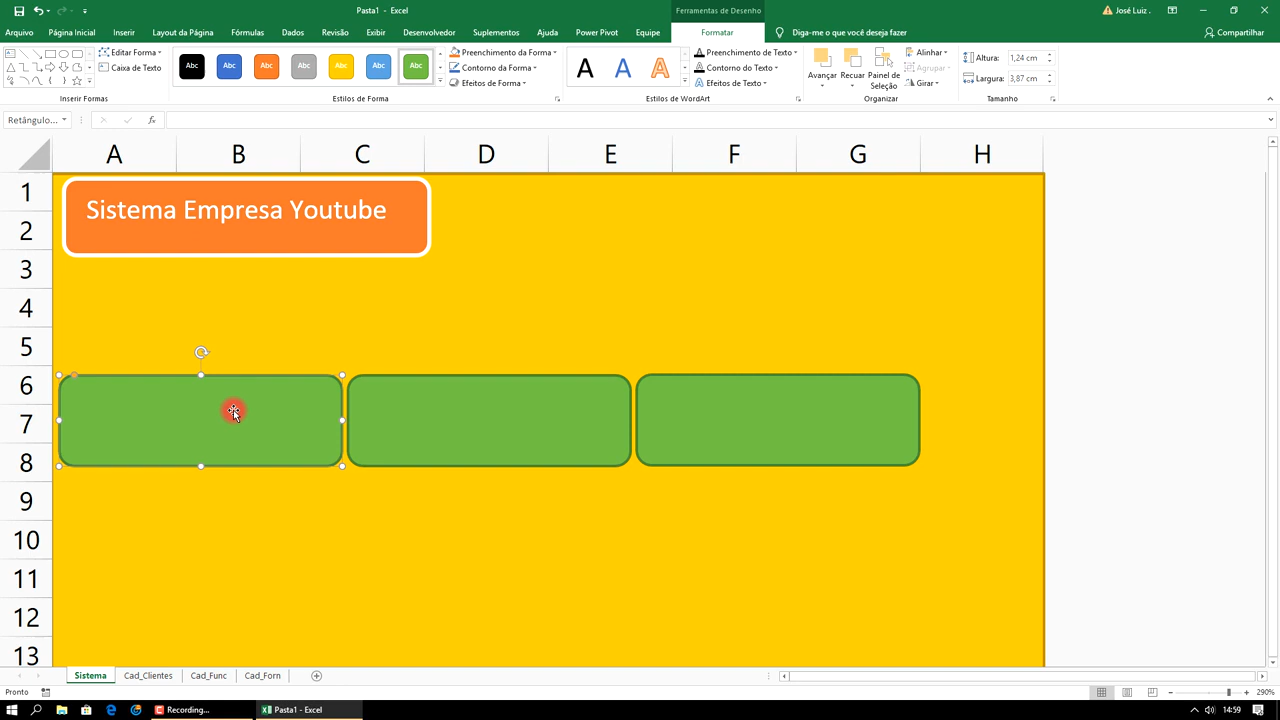 Pasta1 - Excel
Ferramentas de Desenho
José Luiz .
Arquivo Página Inicial Inserir Layout da Página Fórmulas Dados Revisão Exibir Desenvolvedor Suplementos Ajuda Power Pivot Equipe Formatar Diga-me o que você deseja fazer Compartilhar
Editar Forma
Caixa de Texto
Inserir Formas
Abc Abc Abc Abc Abc Abc Abc
Preenchimento da Forma
Contorno da Forma
Efeitos de Forma
Estilos de Forma
A A A
Preenchimento de Texto
Contorno do Texto
Efeitos de Texto
Estilos de WordArt
Avançar Recuar Painel de Seleção
Alinhar
Agrupar
Girar
Organizar
Altura: 1,24 cm
Largura: 3,87 cm
Tamanho
Retângulo... fx
A B C D E F G H
1
Sistema Empresa Youtube
2
3
4
5
6
7
8
9
10
11
12
13
Sistema Cad_Clientes Cad_Func Cad_Forn
Pronto 290%
Recording... Pasta1 - Excel 14:59